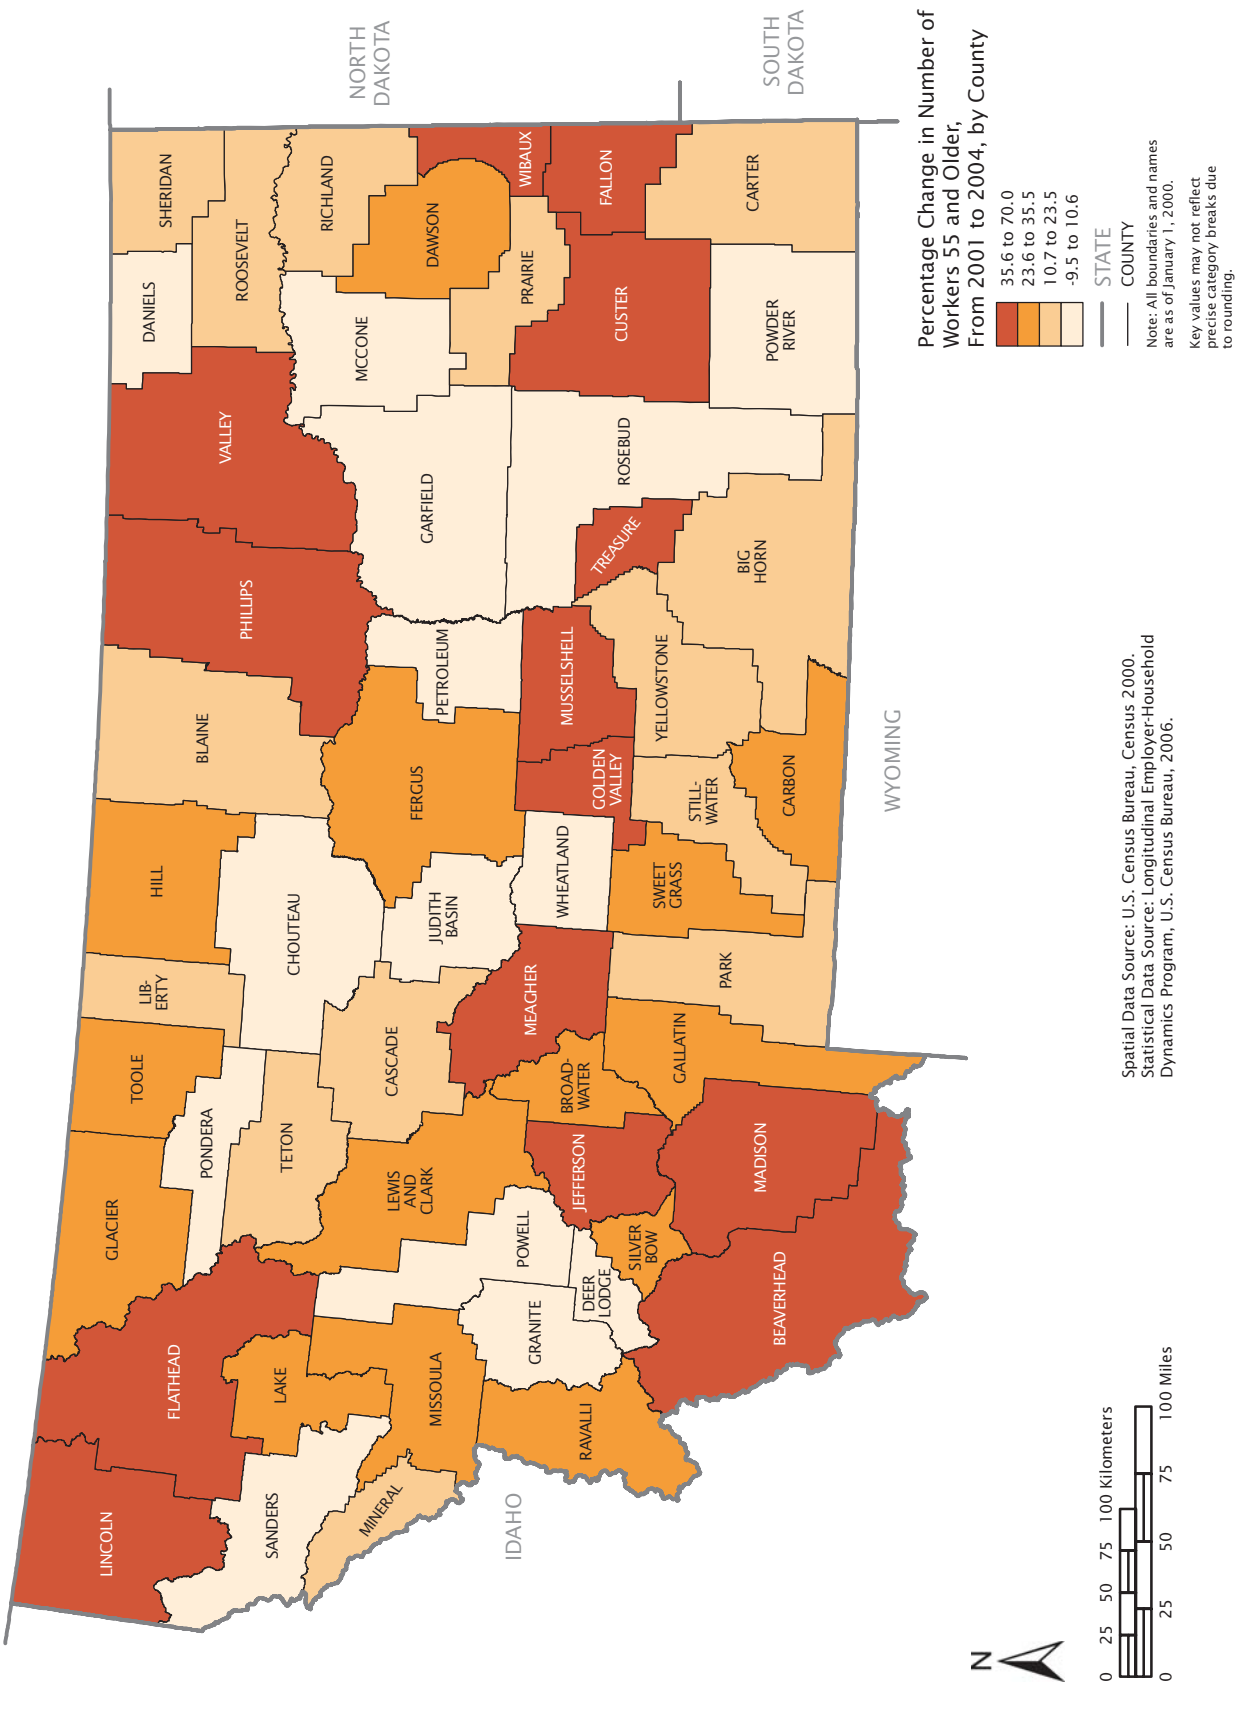 LINCOLN
FLATHEAD
GLACIER
TOOLE
LIB-
ERTY
HILL
BLAINE
PHILLIPS
VALLEY
DANIELS
SHERIDAN
ROOSEVELT
RICHLAND
NORTH
DAKOTA
SANDERS
LAKE
PONDERA
TETON
CHOUTEAU
MCCONE
DAWSON
WIBAUX
MINERAL
MISSOULA
LEWIS
AND
CLARK
CASCADE
JUDITH
BASIN
FERGUS
PETROLEUM
GARFIELD
PRAIRIE
FALLON
IDAHO
GRANITE
POWELL
DEER
LODGE
JEFFERSON
BROAD-
WATER
MEAGHER
WHEATLAND
GOLDEN
VALLEY
MUSSELSHELL
TREASURE
ROSEBUD
CUSTER
RAVALLI
SILVER
BOW
MADISON
BEAVERHEAD
GALLATIN
PARK
SWEET
GRASS
STILL-
WATER
CARBON
YELLOWSTONE
BIG
HORN
POWDER
RIVER
CARTER
SOUTH
DAKOTA
WYOMING
Percentage Change in Number of
Workers 55 and Older,
From 2001 to 2004, by County
35.6 to 70.0
23.6 to 35.5
10.7 to 23.5
-9.5 to 10.6
STATE
COUNTY
Note: All boundaries and names
are as of January 1, 2000.
Key values may not reflect
precise category breaks due
to rounding.
N
0 25 50 75 100 Kilometers
0 25 50 75 100 Miles
Spatial Data Source: U.S. Census Bureau, Census 2000.
Statistical Data Source: Longitudinal Employer-Household
Dynamics Program, U.S. Census Bureau, 2006.